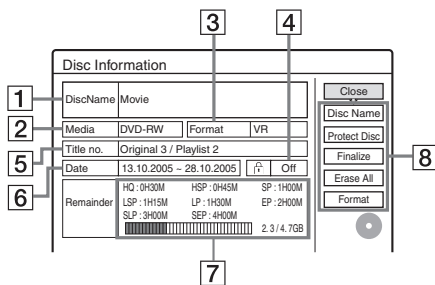 3
4
Disc Information
1
DiscName Movie
Close
Disc Name
2
Media DVD-RW Format VR
Protect Disc
5
Title no. Original 3 / Playlist 2
Finalize
8
6
Date 13.10.2005 ~ 28.10.2005 Off
Erase All
Remainder
HQ : 0H30M HSP : 0H45M SP : 1H00M
Format
LSP : 1H15M LP : 1H30M EP : 2H00M
SLP : 3H00M SEP : 4H00M
2. 3 / 4. 7GB
7